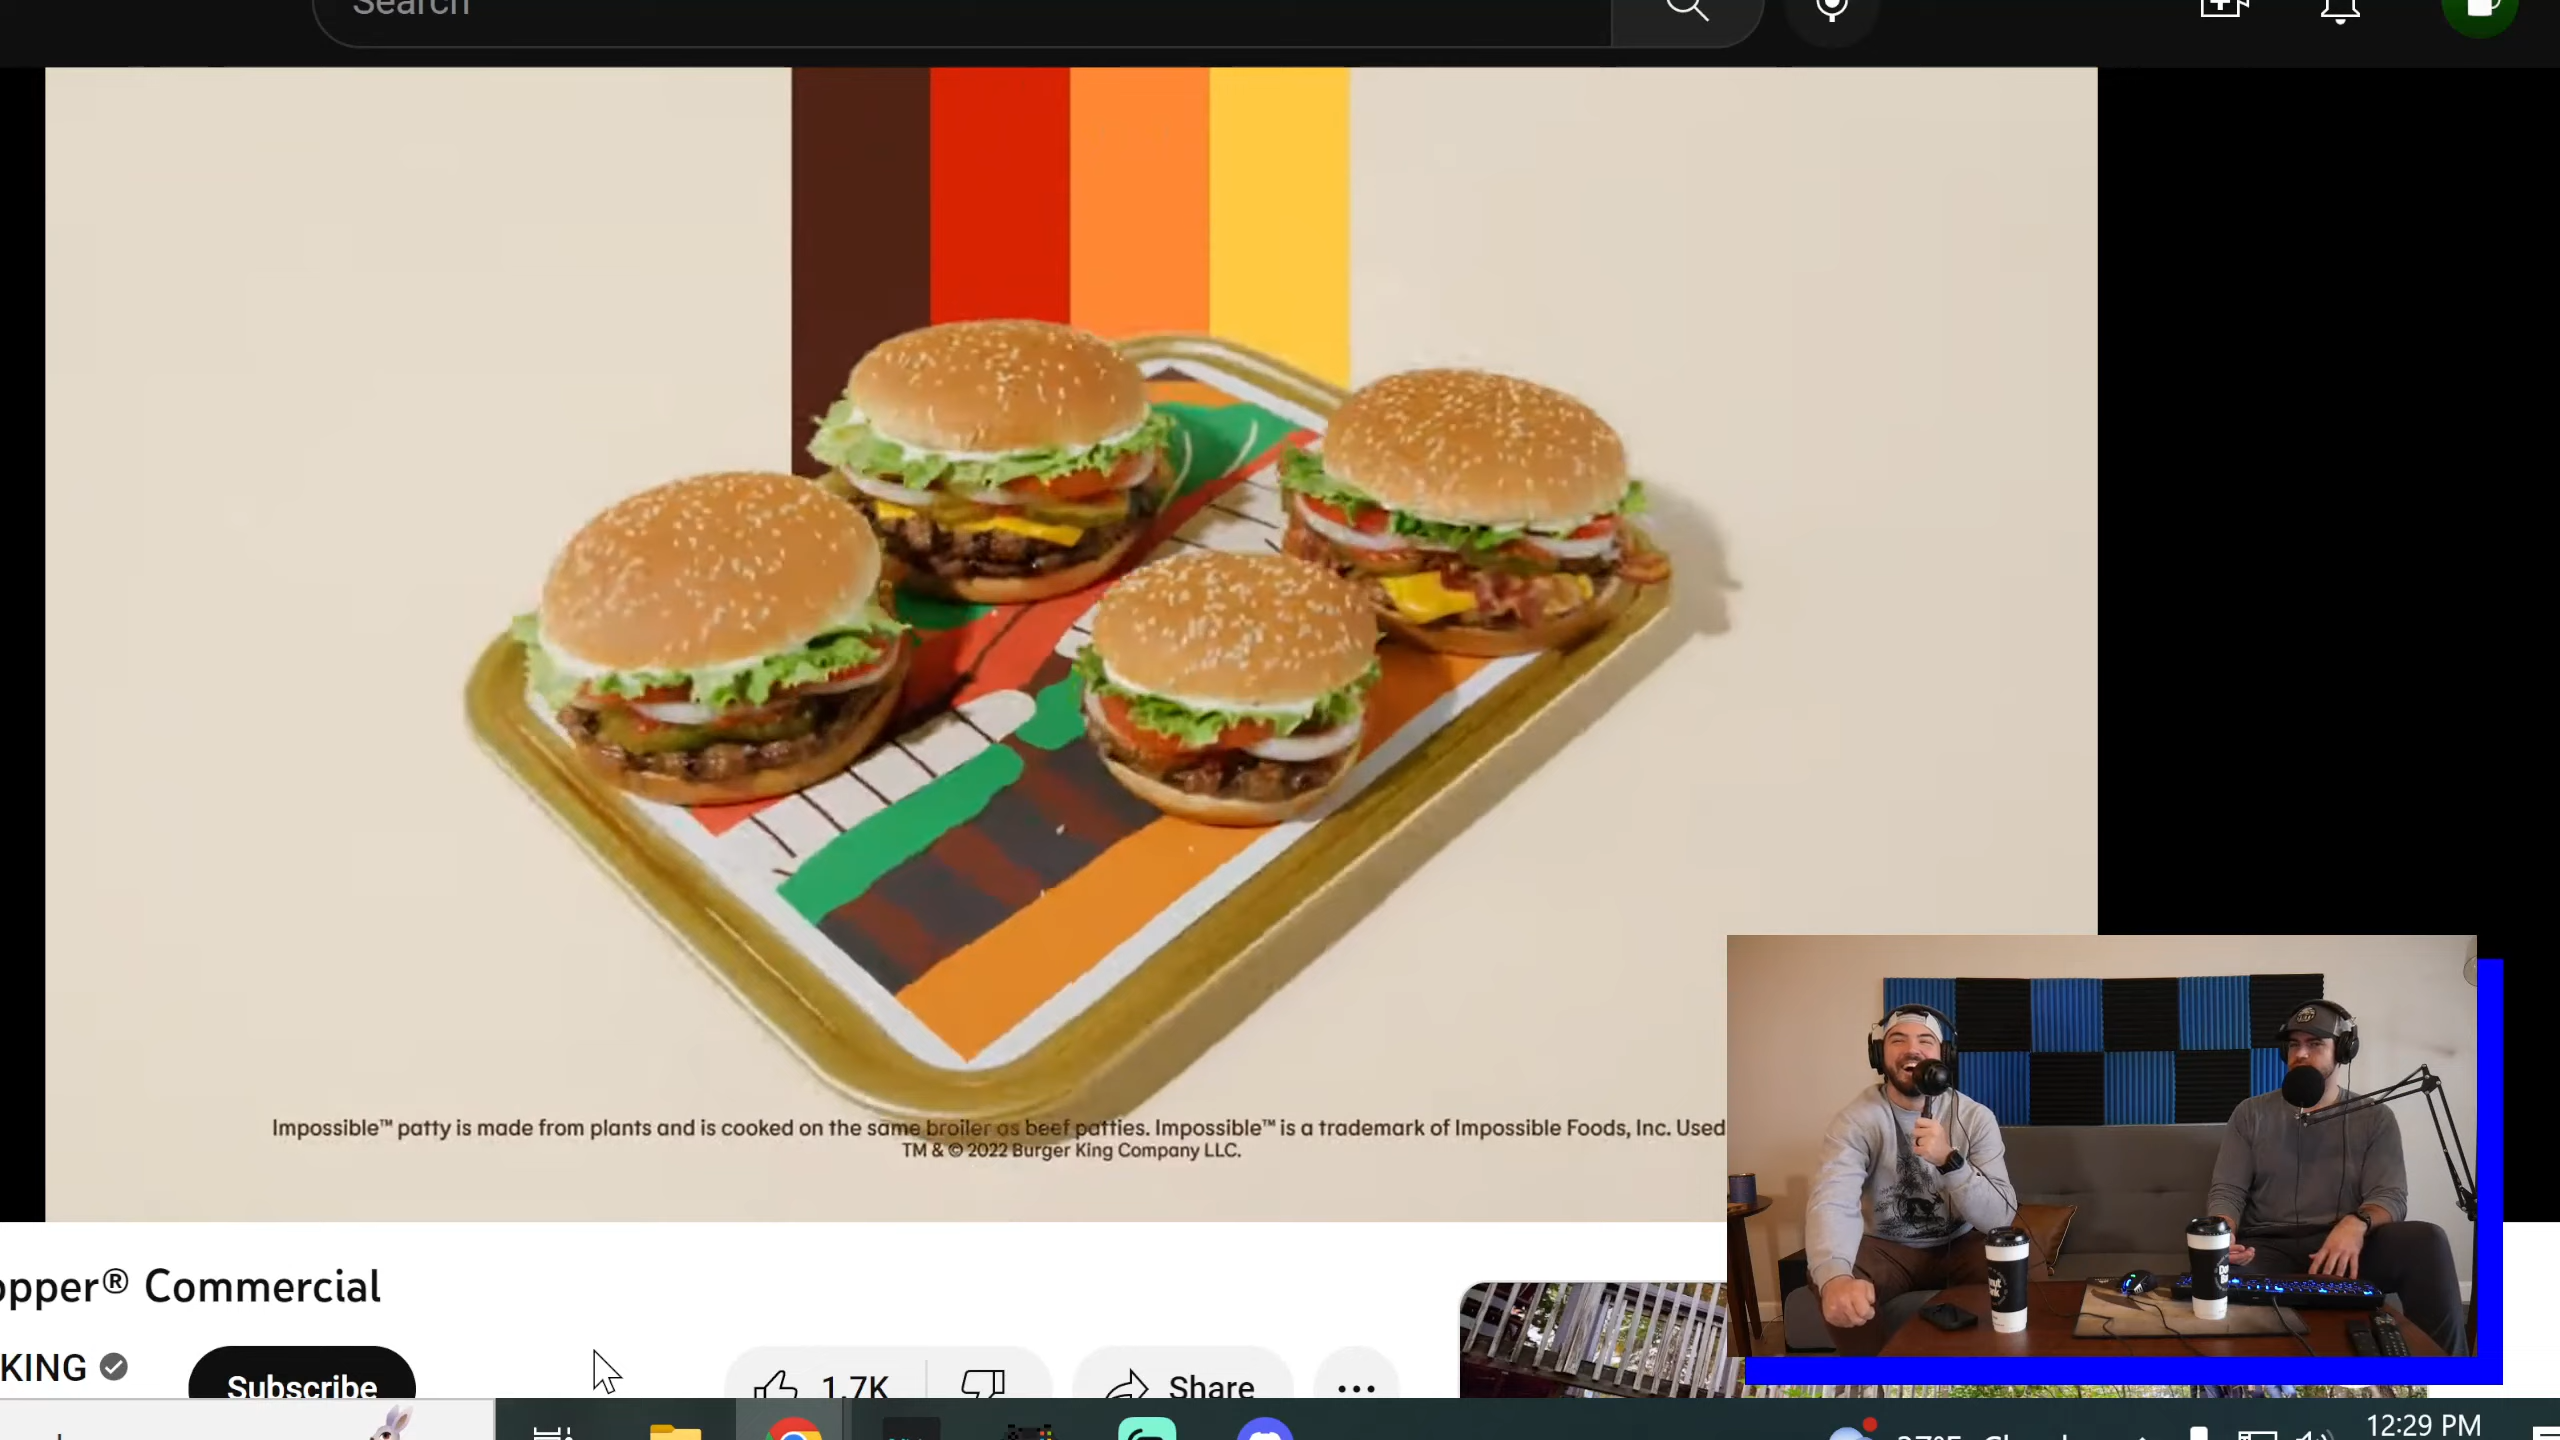 Search
Impossible™ patty is made from plants and is cooked on the same broiler as beef patties. Impossible™ is a trademark of Impossible Foods, Inc. Used
TM & © 2022 Burger King Company LLC.
opper® Commercial
KING
Subscribe
1.7K
Share
12:29 PM